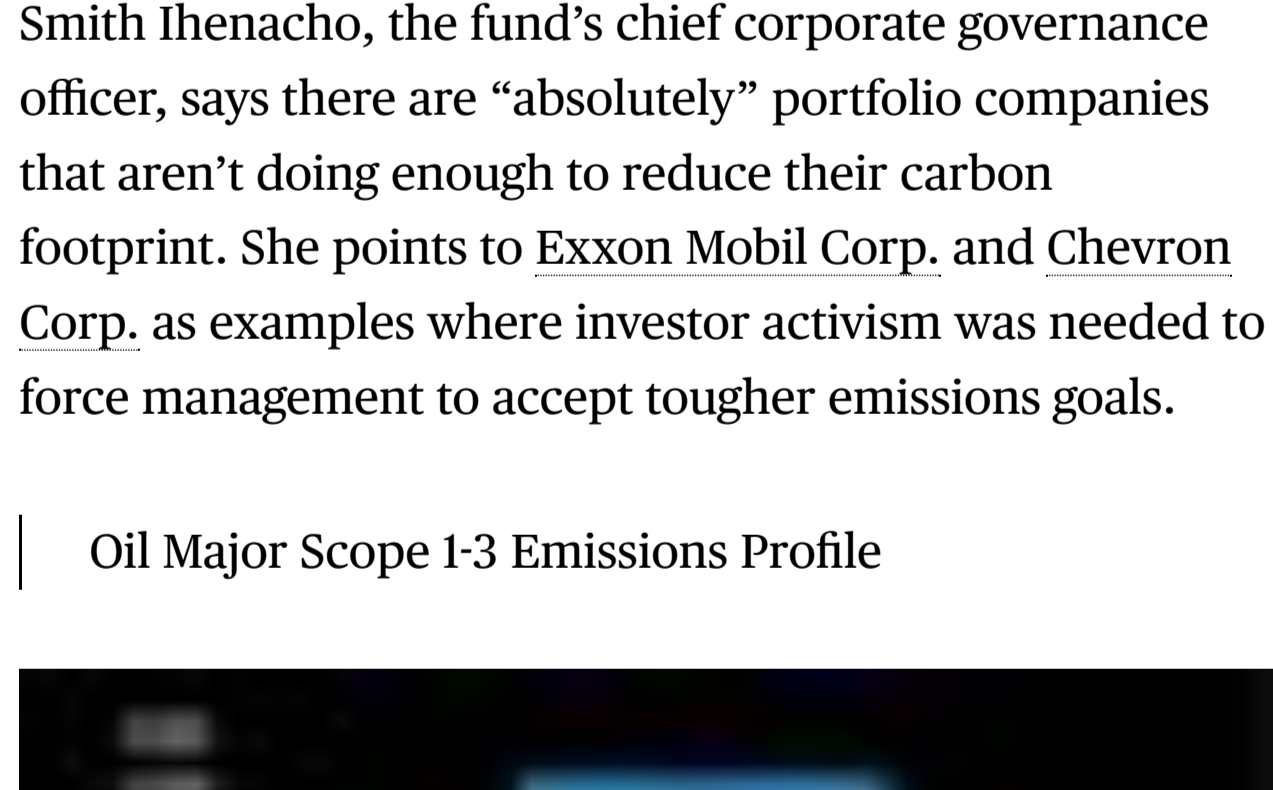 Smith Ihenacho, the fund’s chief corporate governance
officer, says there are “absolutely” portfolio companies
that aren’t doing enough to reduce their carbon
footprint. She points to Exxon Mobil Corp. and Chevron
Corp. as examples where investor activism was needed to
force management to accept tougher emissions goals.
Oil Major Scope 1-3 Emissions Profile